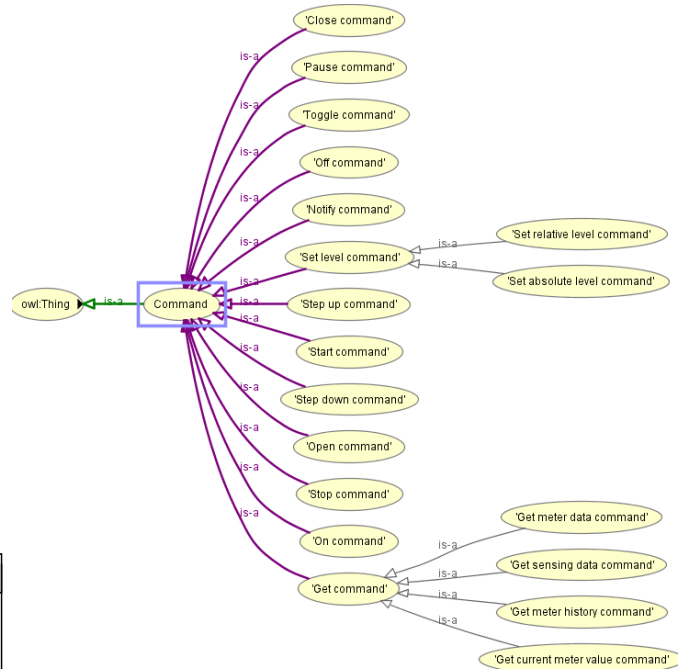 'Close command'
is-a
'Pause command'
is-a
'Toggle command'
is-a
'Off command'
is-a
'Notify command'
is-a
'Set relative level command'
is-a
'Set level command'
is-a
is-a
'Set absolute level command'
owl:Thing
is-a
Command
is-a
'Step up command'
is-a
'Start command'
is-a
'Step down command'
is-a
'Open command'
is-a
'Stop command'
is-a
'On command'
is-a
'Get meter data command'
is-a
'Get sensing data command'
is-a
'Get command'
is-a
'Get meter history command'
is-a
'Get current meter value command'